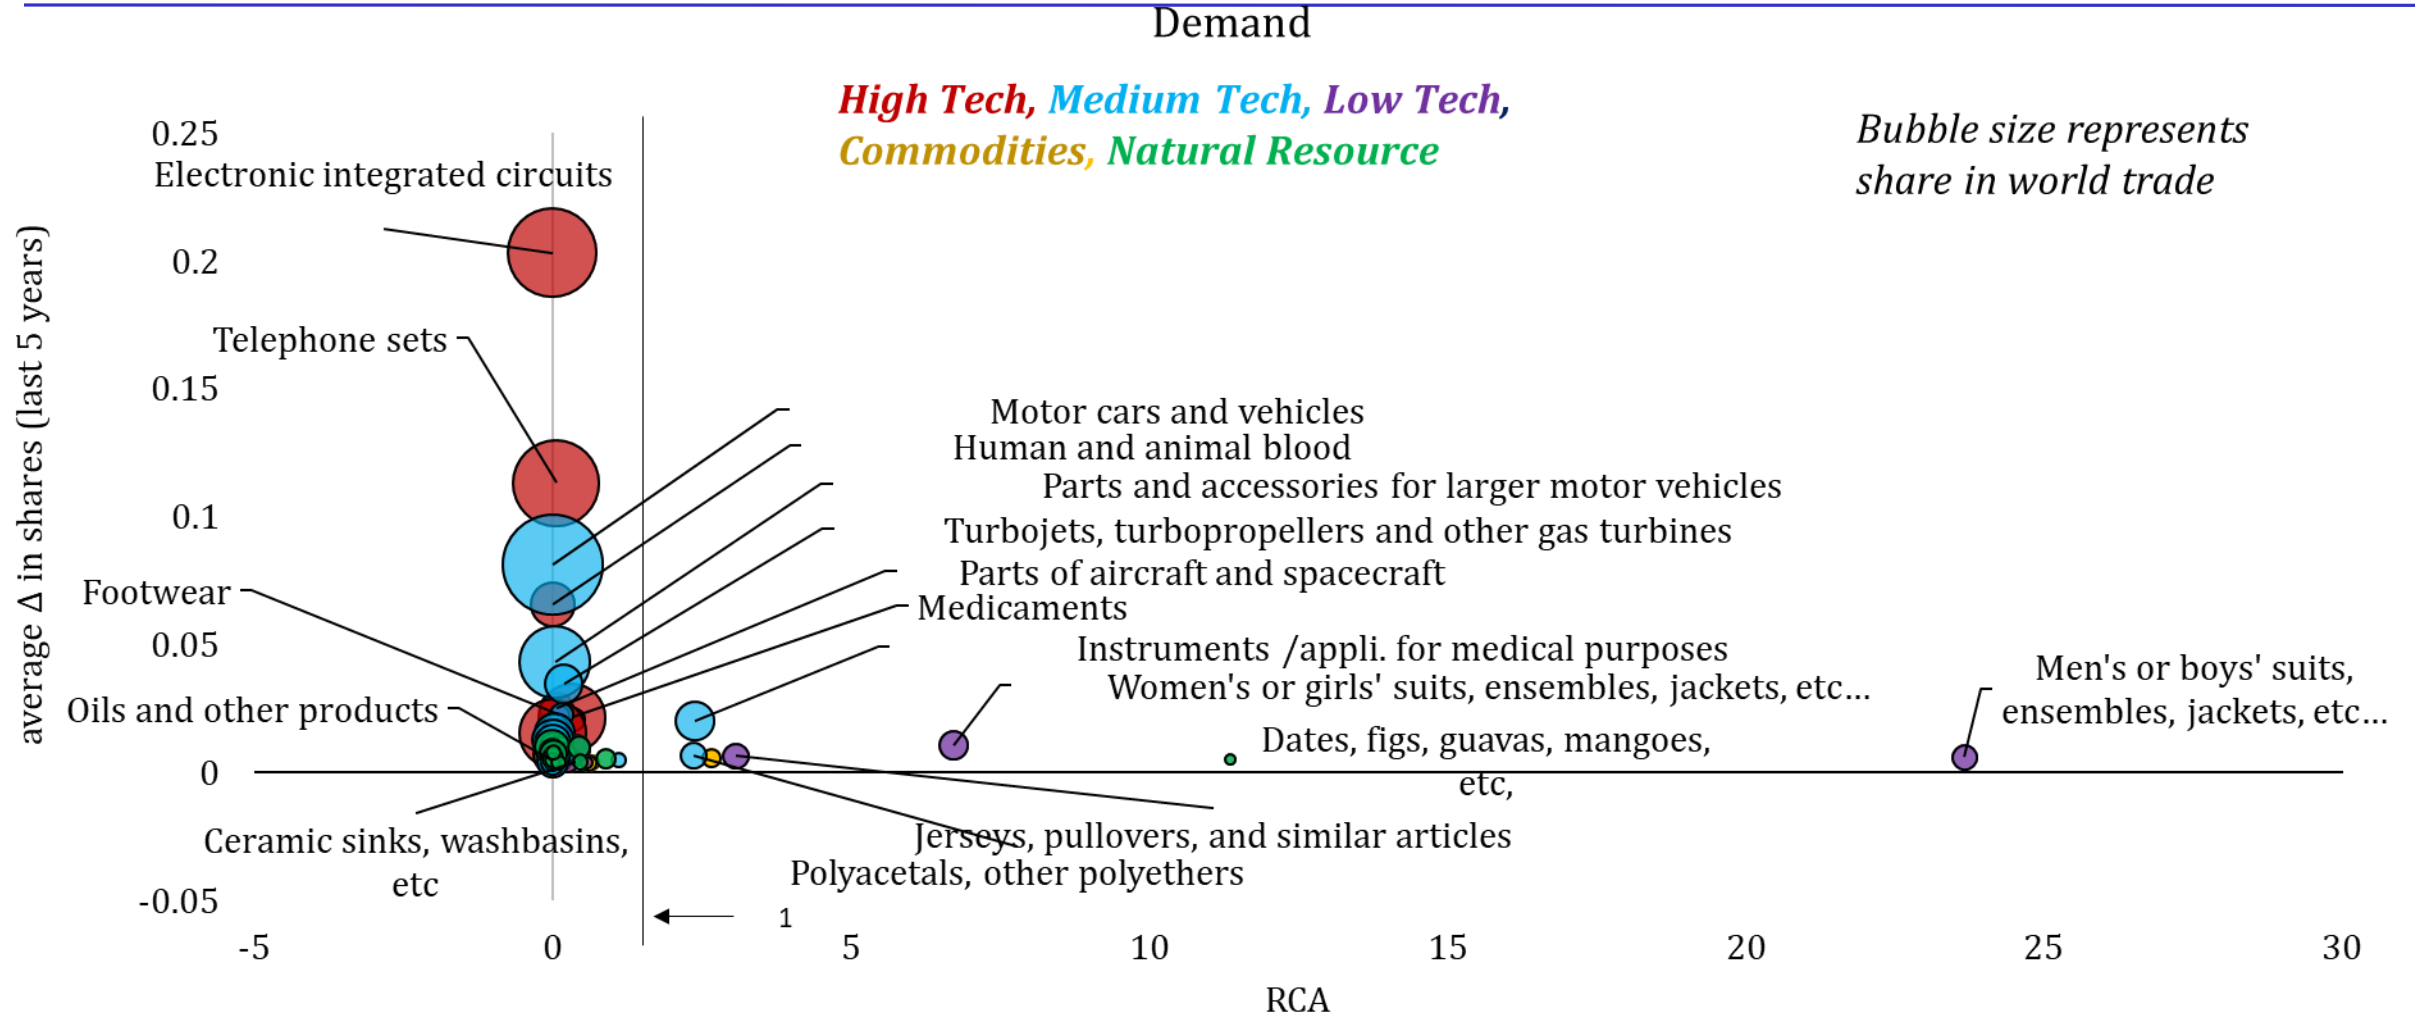 Demand
High Tech, Medium Tech, Low Tech,
Commodities, Natural Resource
Bubble size represents
share in world trade
average Δ in shares (last 5 years)
0.25
0.2
0.15
0.1
0.05
0
-0.05
Electronic integrated circuits
Telephone sets
Motor cars and vehicles
Human and animal blood
Parts and accessories for larger motor vehicles
Turbojets, turbopropellers and other gas turbines
Parts of aircraft and spacecraft
Footwear
Medicaments
Instruments /appli. for medical purposes
Women's or girls' suits, ensembles, jackets, etc...
Men's or boys' suits,
ensembles, jackets, etc...
Oils and other products
Dates, figs, guavas, mangoes,
etc,
Ceramic sinks, washbasins,
etc
Jerseys, pullovers, and similar articles
Polyacetals, other polyethers
1
-5
0
5
10
15
20
25
30
RCA